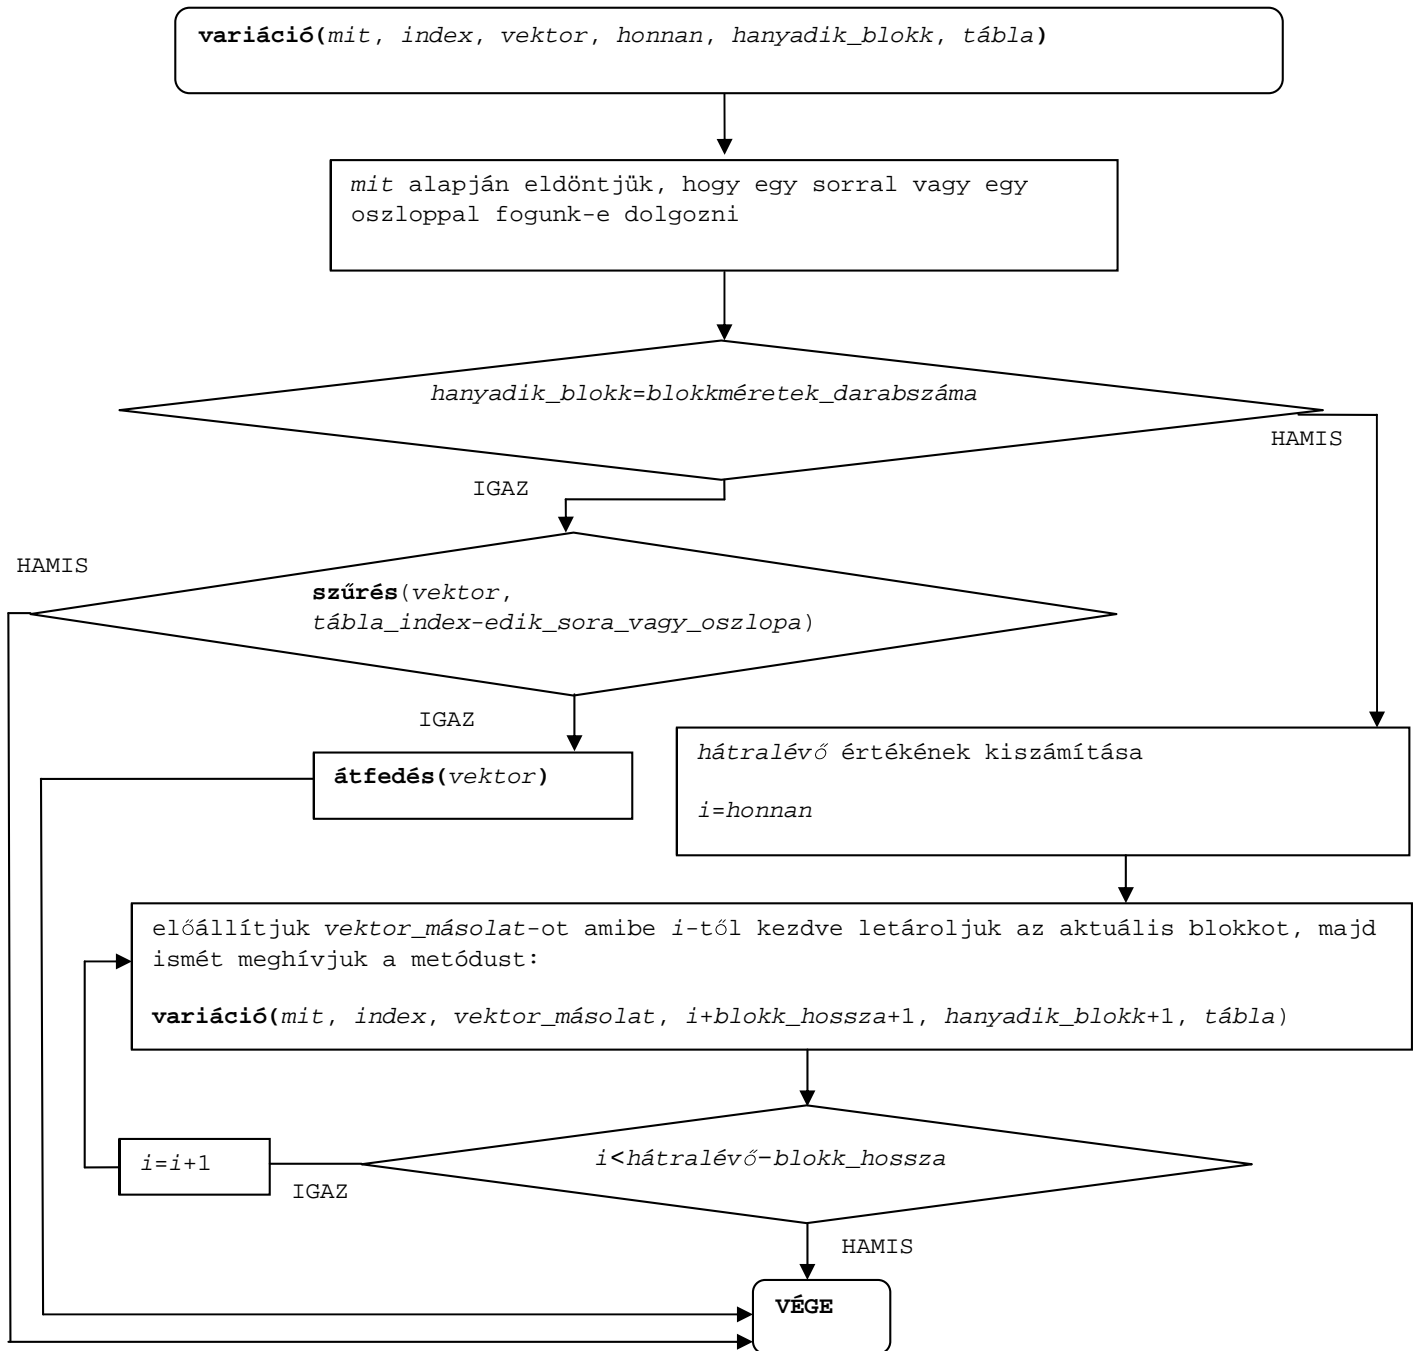 variáció(mit, index, vektor, honnan, hanyadik_blokk, tábla)
mit alapján eldöntjük, hogy egy sorral vagy egy
oszloppal fogunk-e dolgozni
hanyadik_blokk=blokkméretek_darabszáma
HAMIS
IGAZ
HAMIS
szűrés(vektor,
tábla_index-edik_sora_vagy_oszlopa)
IGAZ
átfedés(vektor)
hátralévő értékének kiszámítása
i=honnan
előállítjuk vektor_másolat-ot amibe i-től kezdve letároljuk az aktuális blokkot, majd
ismét meghívjuk a metódust:
variáció(mit, index, vektor_másolat, i+blokk_hossza+1, hanyadik_blokk+1, tábla)
i=i+1
i<hátralévő-blokk_hossza
IGAZ
HAMIS
VÉGE